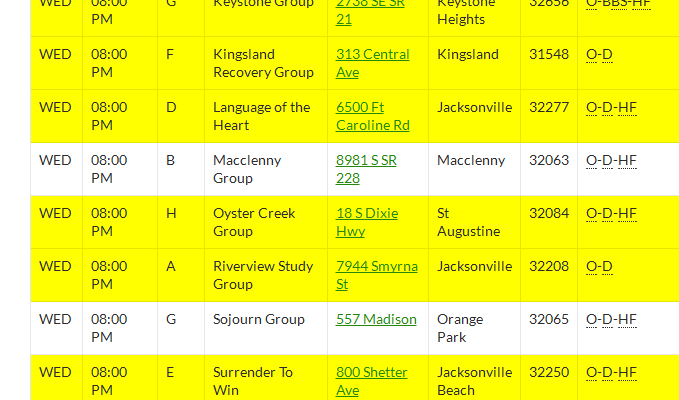 WED 08:00 G Keystone Group 2738 SE SR Keystone 32656 O-BBS-HF
PM 21 Heights
WED 08:00 F Kingsland 313 Central Kingsland 31548 O-D
PM Recovery Group Ave
WED 08:00 D Language of the 6500 Ft Jacksonville 32277 O-D-HF
PM Heart Caroline Rd
WED 08:00 B Macclenny 8981 S SR Macclenny 32063 O-D-HF
PM Group 228
WED 08:00 H Oyster Creek 18 S Dixie St 32084 O-D-HF
PM Group Hwy Augustine
WED 08:00 A Riverview Study 7944 Smyrna Jacksonville 32208 O-D
PM Group St
WED 08:00 G Sojourn Group 557 Madison Orange 32065 O-D-HF
PM Park
WED 08:00 E Surrender To 800 Shetter Jacksonville 32250 O-D-HF
PM Win Ave Beach